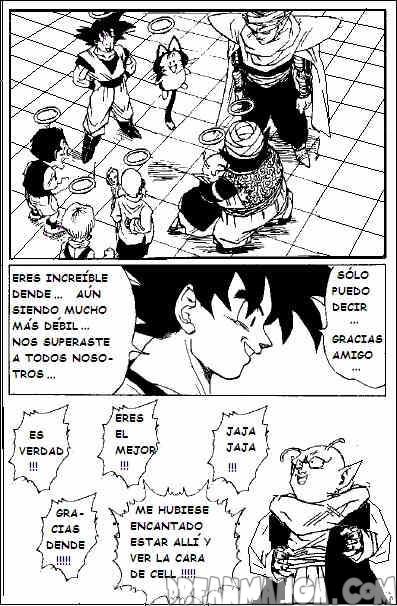 ERES INCREÍBLE
DENDE... AÚN
SIENDO MUCHO
MÁS DÉBIL...
NOS SUPERASTE
A TODOS NOSO-
TROS...
SÓLO
PUEDO
DECIR
...
GRACIAS
AMIGO
...
ES
VERDAD
!!!
ERES
EL
MEJOR
!!!!!
JAJA
JAJA
!!!
GRA-
CIAS
DENDE
!!!!!
ME HUBIESE
ENCANTADO
ESTAR ALLÍ Y
VER LA CARA
DE CELL !!!!!
DREAMMANGA.COM